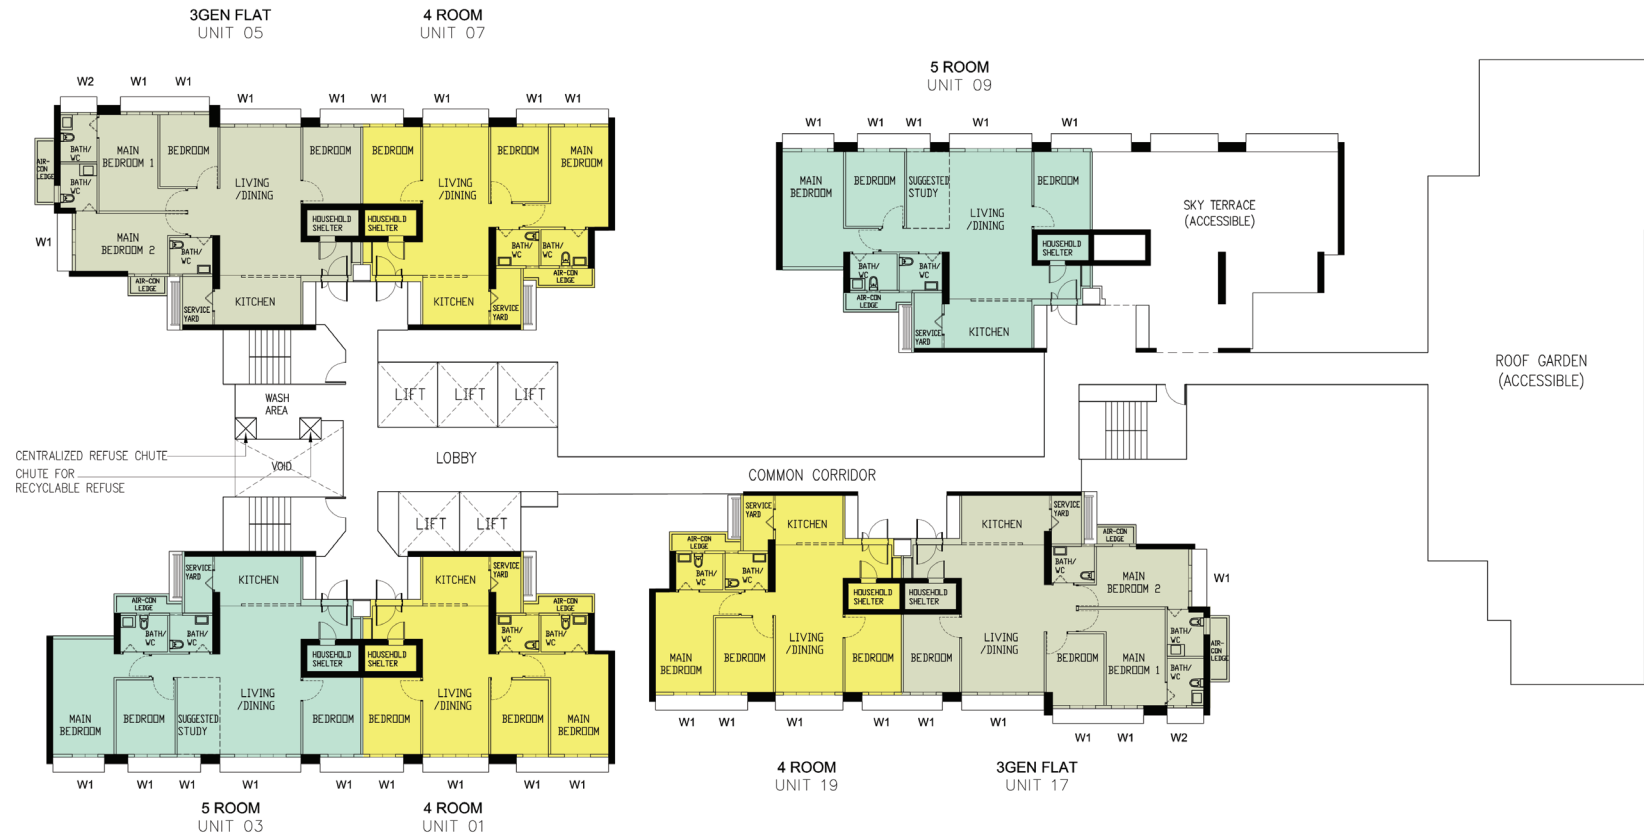 3GEN FLAT
UNIT 05
4 ROOM
UNIT 07
5 ROOM
UNIT 09
W2
W1
W1
W1
W1
W1
W1
W1
W1
W1
AIR-
CON
LEDGE
BATH/
WC
BATH/
WC
MAIN
BEDROOM 1
BEDROOM
LIVING
/DINING
BEDROOM
HOUSEHOLD
SHELTER
MAIN
BEDROOM 2
BATH/
WC
AIR-CON
LEDGE
SERVICE
YARD
KITCHEN
BEDROOM
LIVING
/DINING
BEDROOM
MAIN
BEDROOM
HOUSEHOLD
SHELTER
BATH/
WC
BATH/
WC
AIR-CON
LEDGE
KITCHEN
SERVICE
YARD
W1
W1
W1
W1
W1
MAIN
BEDROOM
BEDROOM
SUGGESTED
STUDY
LIVING
/DINING
BEDROOM
HOUSEHOLD
SHELTER
BATH/
WC
BATH/
WC
AIR-CON
LEDGE
SERVICE
YARD
KITCHEN
SKY TERRACE
(ACCESSIBLE)
ROOF GARDEN
(ACCESSIBLE)
WASH
AREA
LIFT
LIFT
LIFT
CENTRALIZED REFUSE CHUTE
CHUTE FOR
RECYCLABLE REFUSE
VOID
LOBBY
COMMON CORRIDOR
LIFT
LIFT
SERVICE
YARD
KITCHEN
AIR-CON
LEDGE
BATH/
WC
BATH/
WC
HOUSEHOLD
SHELTER
MAIN
BEDROOM
BEDROOM
SUGGESTED
STUDY
LIVING
/DINING
BEDROOM
KITCHEN
SERVICE
YARD
AIR-CON
LEDGE
BATH/
WC
BATH/
WC
HOUSEHOLD
SHELTER
BEDROOM
LIVING
/DINING
BEDROOM
MAIN
BEDROOM
W1
W1
W1
W1
W1
W1
W1
W1
W1
5 ROOM
UNIT 03
4 ROOM
UNIT 01
SERVICE
YARD
KITCHEN
AIR-CON
LEDGE
BATH/
WC
BATH/
WC
HOUSEHOLD
SHELTER
MAIN
BEDROOM
BEDROOM
LIVING
/DINING
BEDROOM
KITCHEN
SERVICE
YARD
AIR-CON
LEDGE
BATH/
WC
MAIN
BEDROOM 2
W1
HOUSEHOLD
SHELTER
BEDROOM
LIVING
/DINING
BEDROOM
MAIN
BEDROOM 1
BATH/
WC
BATH/
WC
AIR-
CON
LEDGE
W1
W1
W1
W1
W1
W1
W1
W1
W2
4 ROOM
UNIT 19
3GEN FLAT
UNIT 17